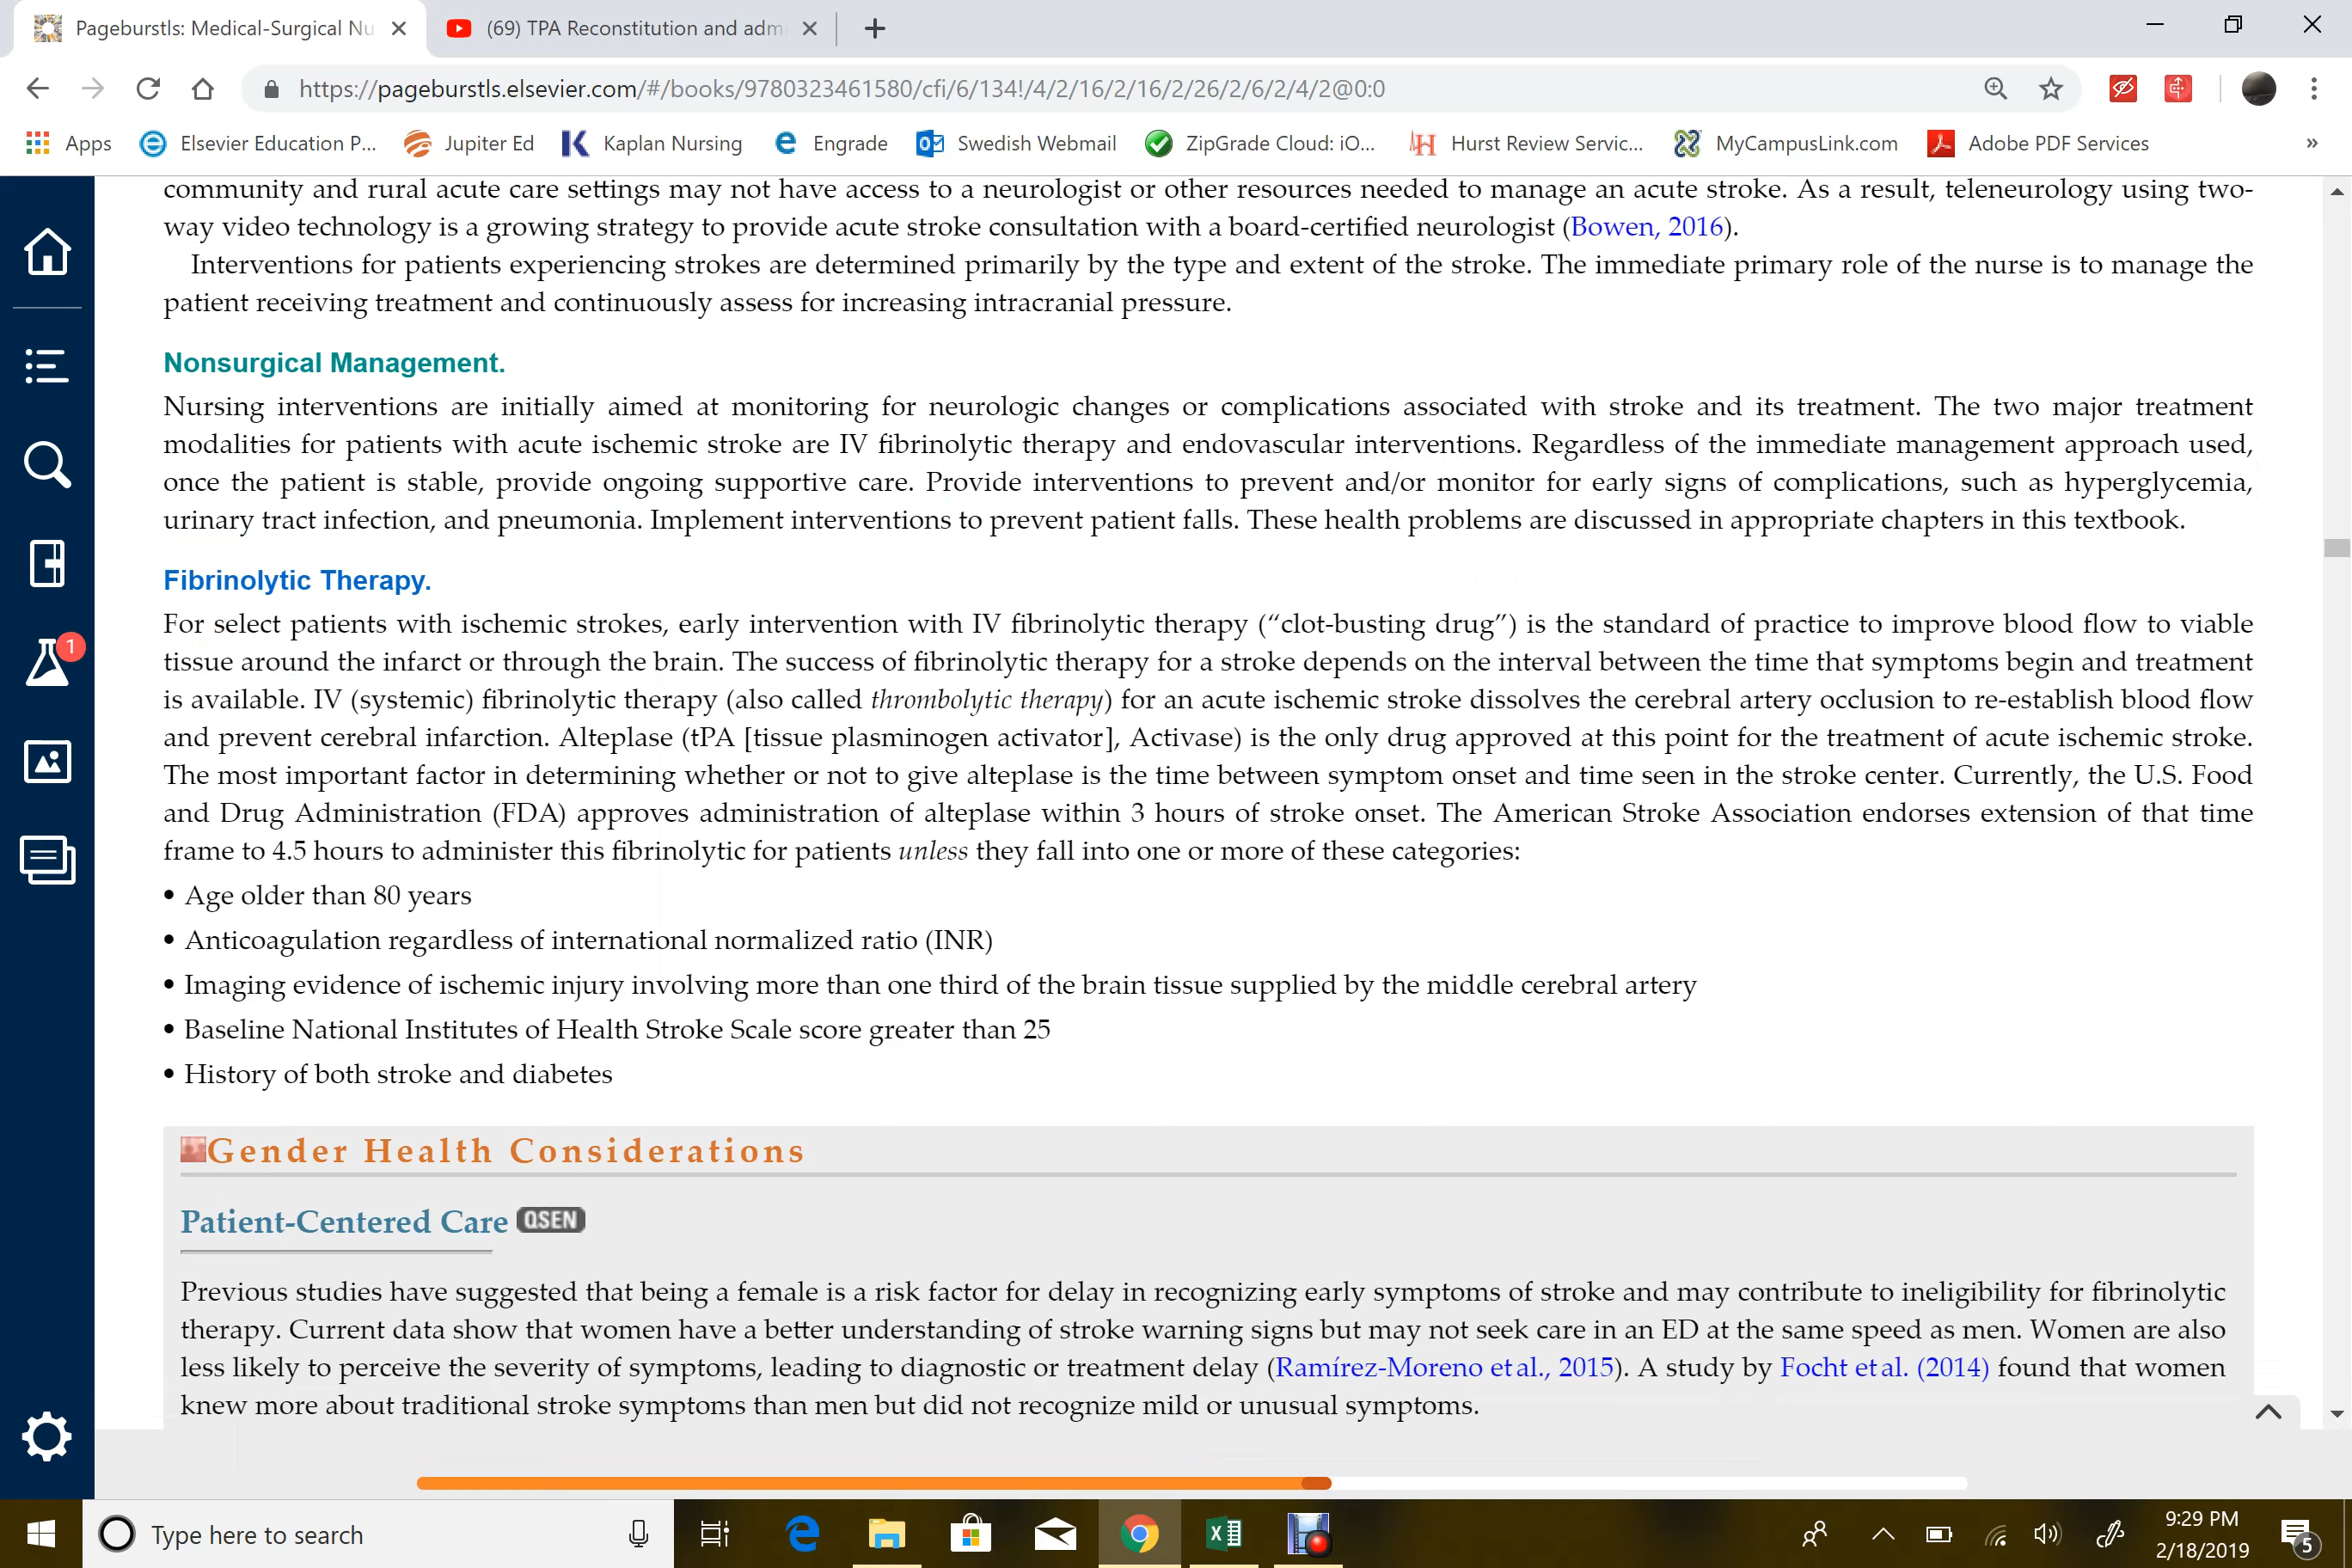 Pageburstls: Medical-Surgical Nu
(69) TPA Reconstitution and adm
https://pageburstls.elsevier.com/#/books/9780323461580/cfi/6/134!/4/2/16/2/16/2/26/2/6/2/4/2@0:0
Apps Elsevier Education P... Jupiter Ed Kaplan Nursing Engrade Swedish Webmail ZipGrade Cloud: iO... Hurst Review Servic... MyCampusLink.com Adobe PDF Services »
community and rural acute care settings may not have access to a neurologist or other resources needed to manage an acute stroke. As a result, teleneurology using two-
way video technology is a growing strategy to provide acute stroke consultation with a board-certified neurologist (Bowen, 2016).
Interventions for patients experiencing strokes are determined primarily by the type and extent of the stroke. The immediate primary role of the nurse is to manage the
patient receiving treatment and continuously assess for increasing intracranial pressure.
Nonsurgical Management.
Nursing interventions are initially aimed at monitoring for neurologic changes or complications associated with stroke and its treatment. The two major treatment
modalities for patients with acute ischemic stroke are IV fibrinolytic therapy and endovascular interventions. Regardless of the immediate management approach used,
once the patient is stable, provide ongoing supportive care. Provide interventions to prevent and/or monitor for early signs of complications, such as hyperglycemia,
urinary tract infection, and pneumonia. Implement interventions to prevent patient falls. These health problems are discussed in appropriate chapters in this textbook.
Fibrinolytic Therapy.
For select patients with ischemic strokes, early intervention with IV fibrinolytic therapy (“clot-busting drug”) is the standard of practice to improve blood flow to viable
tissue around the infarct or through the brain. The success of fibrinolytic therapy for a stroke depends on the interval between the time that symptoms begin and treatment
is available. IV (systemic) fibrinolytic therapy (also called thrombolytic therapy) for an acute ischemic stroke dissolves the cerebral artery occlusion to re-establish blood flow
and prevent cerebral infarction. Alteplase (tPA [tissue plasminogen activator], Activase) is the only drug approved at this point for the treatment of acute ischemic stroke.
The most important factor in determining whether or not to give alteplase is the time between symptom onset and time seen in the stroke center. Currently, the U.S. Food
and Drug Administration (FDA) approves administration of alteplase within 3 hours of stroke onset. The American Stroke Association endorses extension of that time
frame to 4.5 hours to administer this fibrinolytic for patients unless they fall into one or more of these categories:
• Age older than 80 years
• Anticoagulation regardless of international normalized ratio (INR)
• Imaging evidence of ischemic injury involving more than one third of the brain tissue supplied by the middle cerebral artery
• Baseline National Institutes of Health Stroke Scale score greater than 25
• History of both stroke and diabetes
1
Gender Health Considerations
Patient-Centered Care QSEN
Previous studies have suggested that being a female is a risk factor for delay in recognizing early symptoms of stroke and may contribute to ineligibility for fibrinolytic
therapy. Current data show that women have a better understanding of stroke warning signs but may not seek care in an ED at the same speed as men. Women are also
less likely to perceive the severity of symptoms, leading to diagnostic or treatment delay (Ramírez-Moreno et al., 2015). A study by Focht et al. (2014) found that women
knew more about traditional stroke symptoms than men but did not recognize mild or unusual symptoms.
Type here to search
9:29 PM
2/18/2019
5